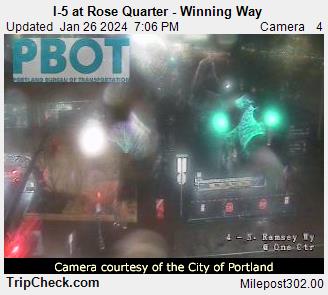 I-5 at Rose Quarter - Winning Way
Updated Jan 26 2024 7:06 PM Camera 4
PBOT
PORTLAND BUREAU OF TRANSPORTATION
4 - N. Ramsey Wy
@ One Ctr
Camera courtesy of the City of Portland
TripCheck.com Milepost302.00